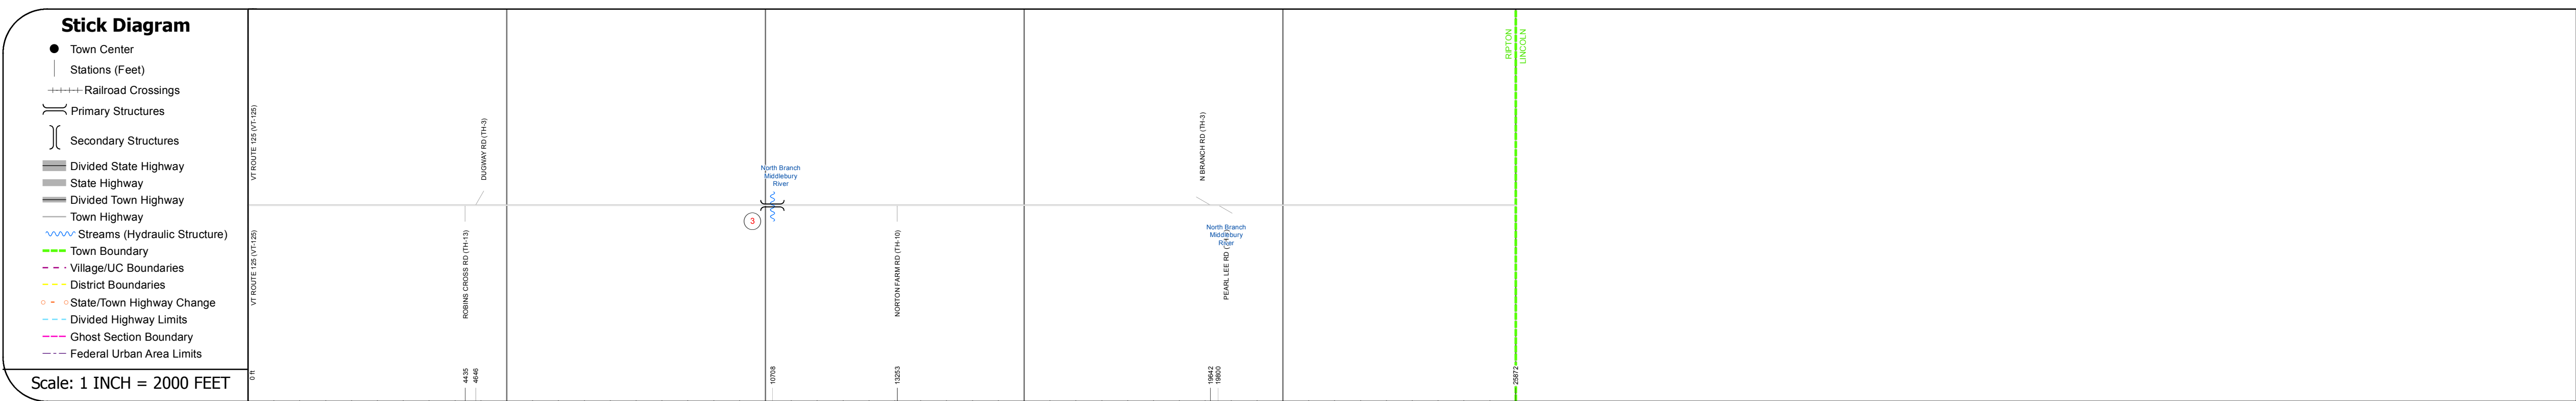 Stick Diagram
Town Center
Stations (Feet)
Railroad Crossings
Primary Structures
Secondary Structures
Divided State Highway
State Highway
Divided Town Highway
Town Highway
Streams (Hydraulic Structure)
Town Boundary
Village/UC Boundaries
District Boundaries
State/Town Highway Change
Divided Highway Limits
Ghost Section Boundary
Federal Urban Area Limits
Scale: 1 INCH = 2000 FEET
VT ROUTE 125 (VT-125)
VT ROUTE 125 (VT-125)
0 ft
ROBINS CROSS RD (TH-13)
4435
DUGWAY RD (TH-3)
4646
North Branch
Middlebury
River
3
10708
NORTON FARM RD (TH-10)
13253
N BRANCH RD (TH-3)
19642
North Branch
Middlebury
River
PEARL LEE RD
19800
RIPTON
LINCOLN
25872